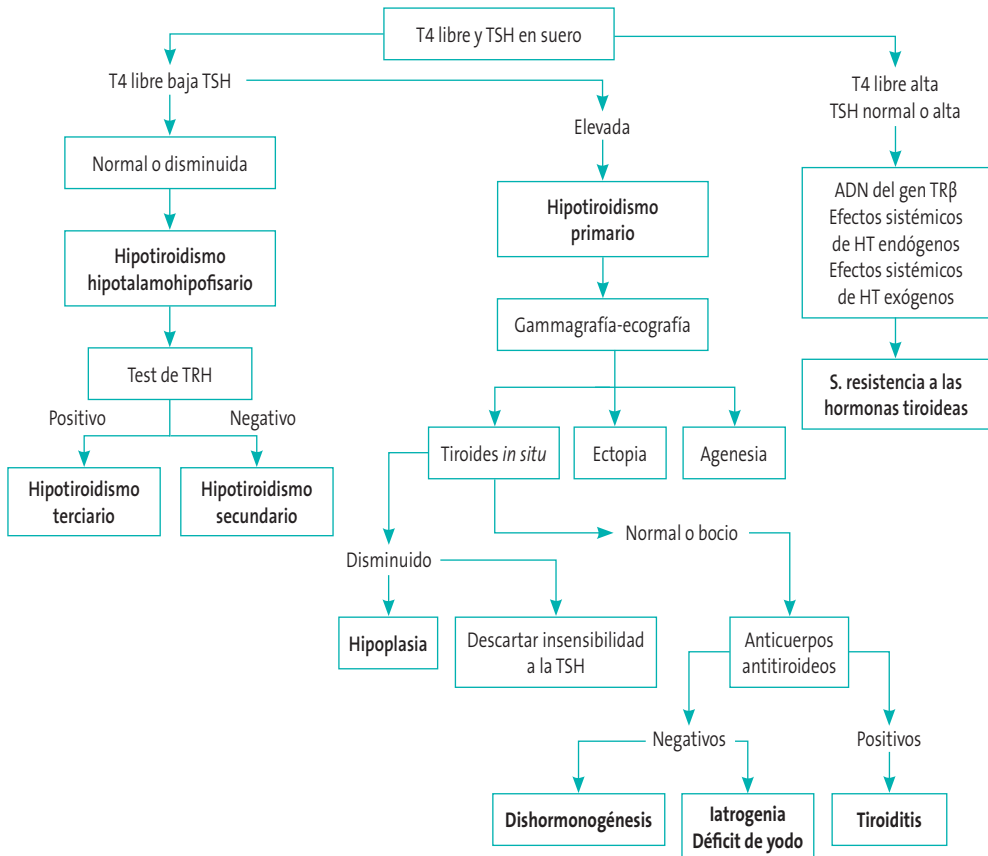 T4 libre y TSH en suero
T4 libre baja TSH
T4 libre alta
TSH normal o alta
Elevada
Normal o disminuida
ADN del gen TRβ
Efectos sistémicos
de HT endógenos
Efectos sistémicos
de HT exógenos
Hipotiroidismo
primario
Hipotiroidismo
hipotalamohipofisario
Gammagrafía-ecografía
Test de TRH
S. resistencia a las
hormonas tiroideas
Positivo
Negativo
Tiroides in situ
Ectopia
Agenesia
Hipotiroidismo
terciario
Hipotiroidismo
secundario
Normal o bocio
Disminuido
Hipoplasia
Descartar insensibilidad
a la TSH
Anticuerpos
antitiroideos
Negativos
Positivos
Dishormonogénesis
Iatrogenia
Déficit de yodo
Tiroiditis